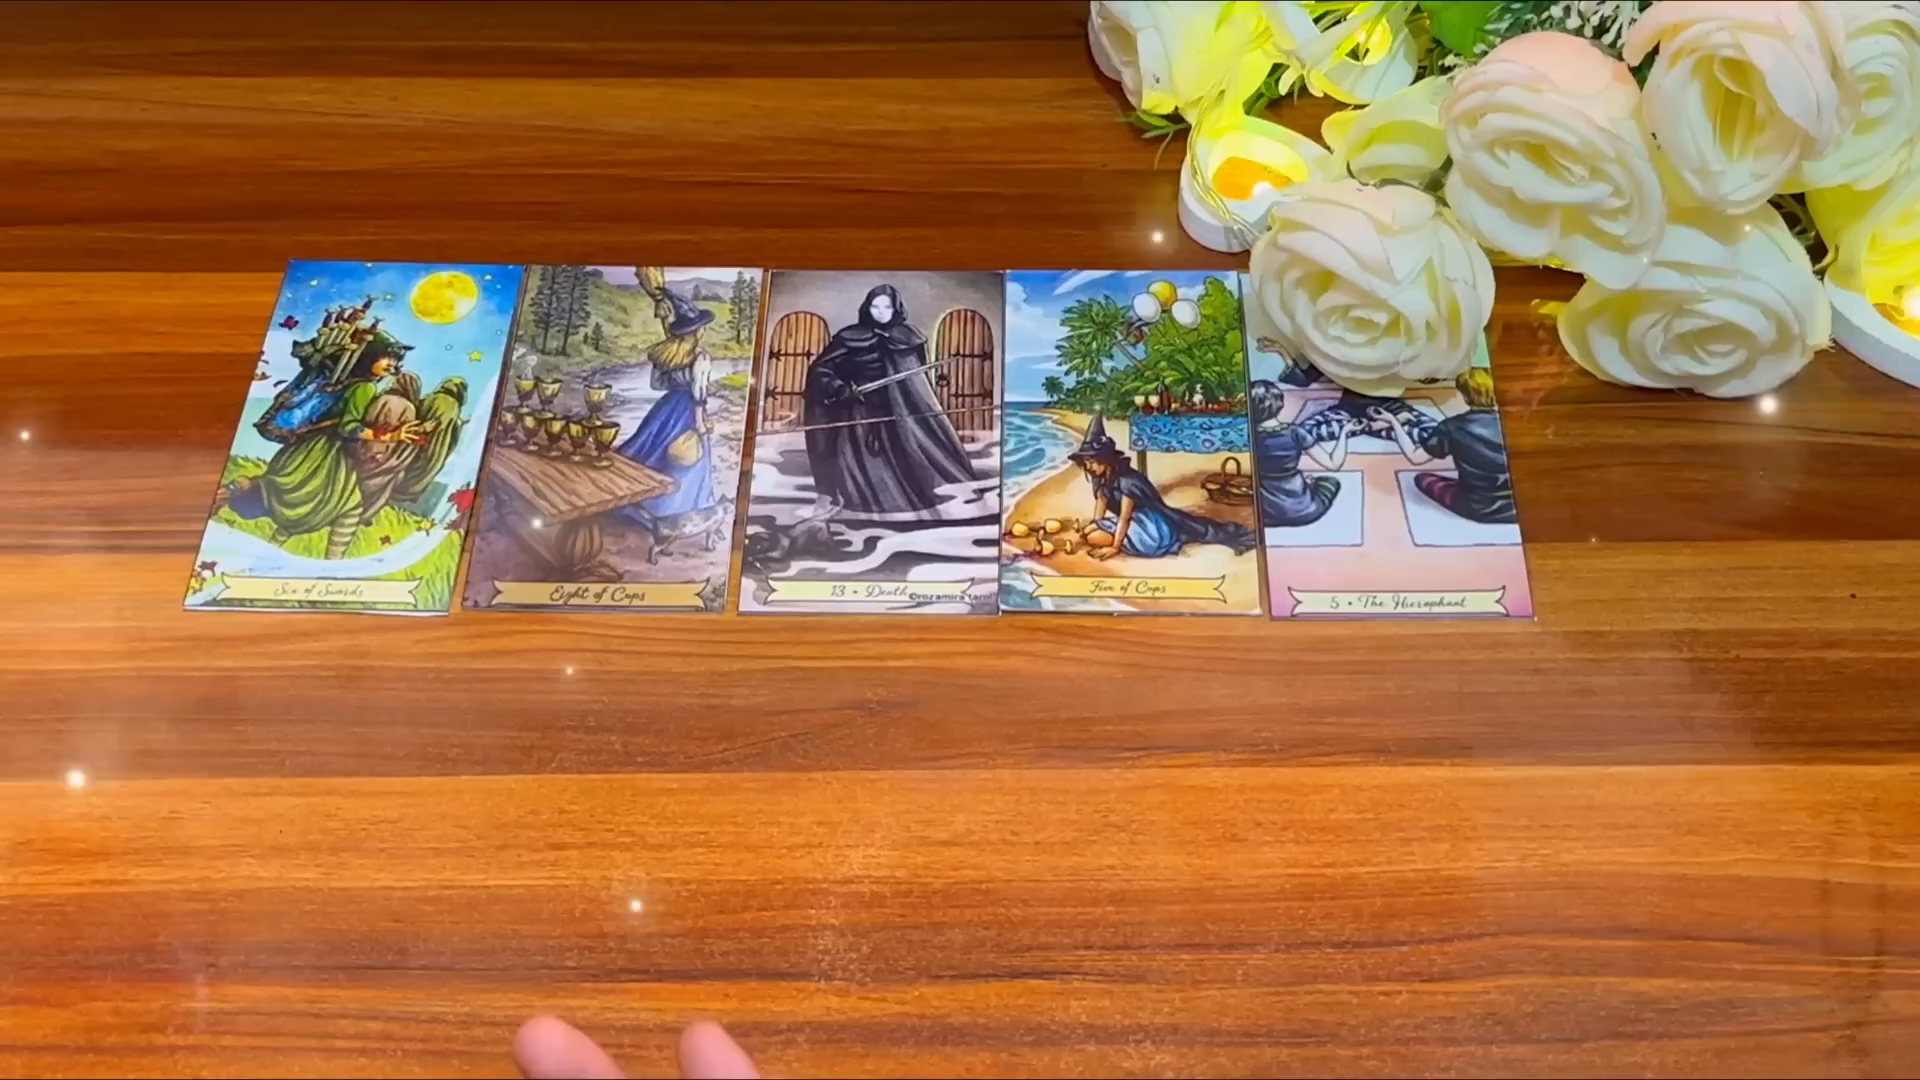 Six of Swords
Eight of Cups
13 • Death
©rozamira tarot
Five of Cups
5 • The Hierophant